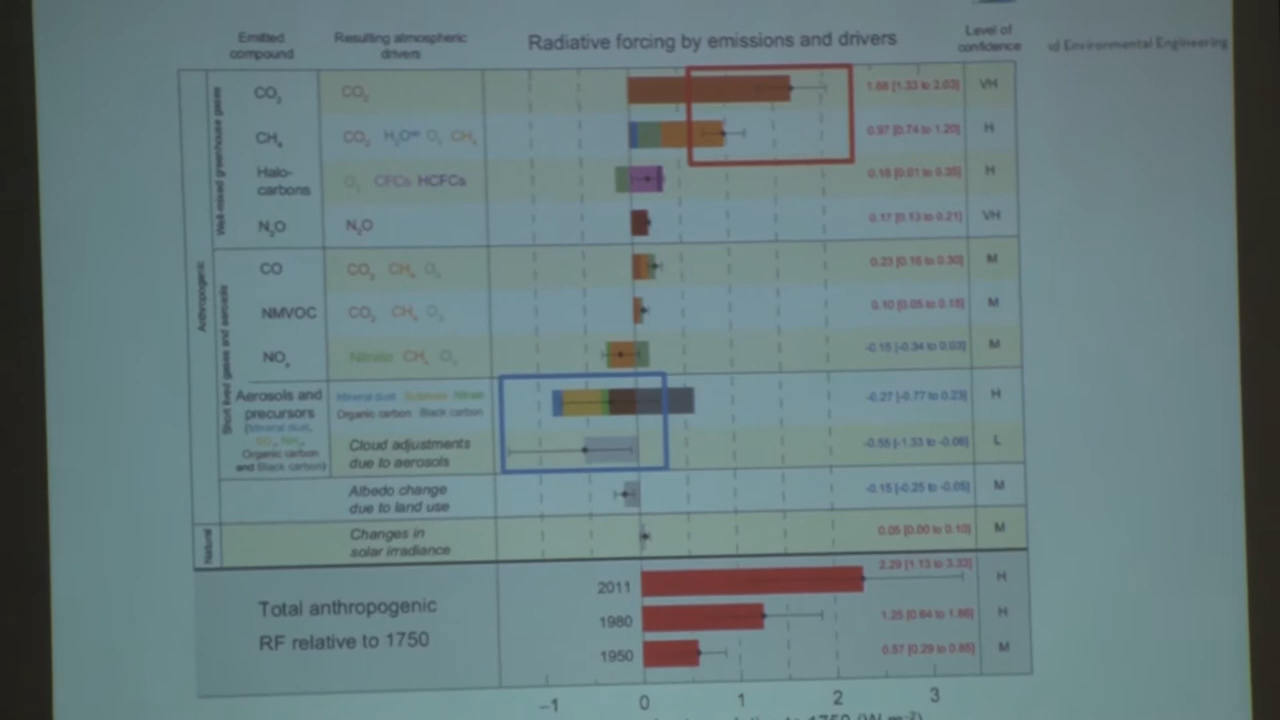 Emitted compound
Resulting atmospheric drivers
Radiative forcing by emissions and drivers
Level of confidence
d Environmental Engineering
Anthropogenic
Well-mixed greenhouse gases
CO₂ CO₂ 1.68 [1.33 to 2.03] VH
CH₄ CO₂ H₂Oˢᵗʳ O₃ CH₄ 0.97 [0.74 to 1.20] H
Halo-carbons O₃ CFCs HCFCs 0.18 [0.01 to 0.35] H
N₂O N₂O 0.17 [0.13 to 0.21] VH
Short lived gases and aerosols
CO CO₂ CH₄ O₃ 0.23 [0.16 to 0.30] M
NMVOC CO₂ CH₄ O₃ 0.10 [0.05 to 0.15] M
NOₓ Nitrate CH₄ O₃ -0.15 [-0.34 to 0.03] M
Aerosols and precursors
(Mineral dust,
SO₂, NH₃,
Organic carbon
and Black carbon)
Mineral dust Sulphate Nitrate
Organic carbon Black carbon
-0.27 [-0.77 to 0.23] H
Cloud adjustments
due to aerosols
-0.55 [-1.33 to -0.06] L
Albedo change
due to land use
-0.15 [-0.25 to -0.05] M
Natural
Changes in
solar irradiance
0.05 [0.00 to 0.10] M
Total anthropogenic
RF relative to 1750
2011 2.29 [1.13 to 3.33] H
1980 1.25 [0.64 to 1.86] H
1950 0.57 [0.29 to 0.85] M
−1 0 1 2 3
1750 (W m⁻²)